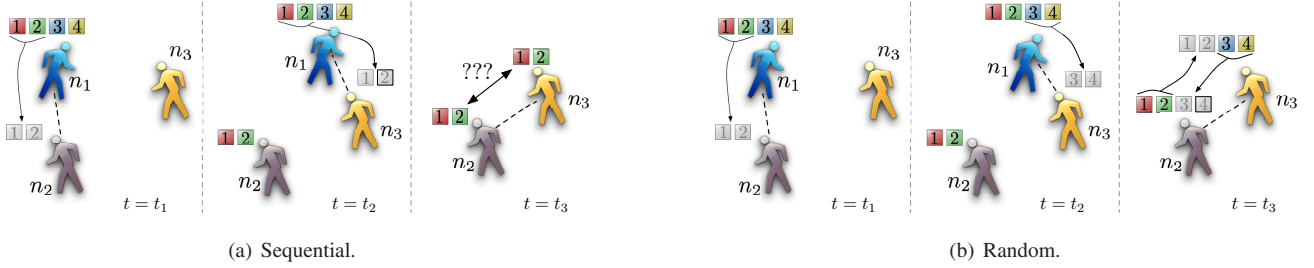 1 2 3 4
n₁
n₃
1 2
n₂
t = t₁
1 2 3 4
n₁
1 2
n₃
1 2
n₂
t = t₂
1 2
???
n₃
1 2
n₂
t = t₃
(a) Sequential.
1 2 3 4
n₁
n₃
1 2
n₂
t = t₁
1 2 3 4
n₁
3 4
n₃
1 2
n₂
t = t₂
1 2 3 4
1 2 3 4
n₃
n₂
t = t₃
(b) Random.